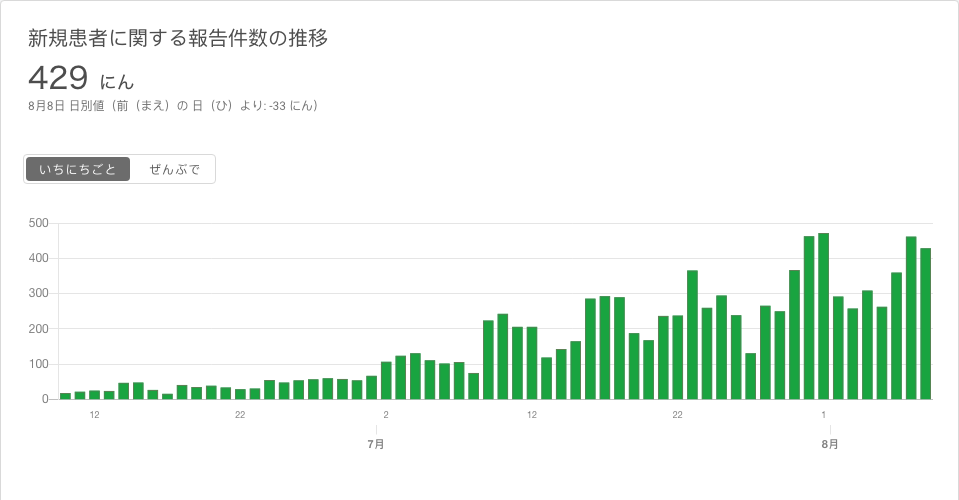 新規患者に関する報告件数の推移
429 にん
8月8日 日別値（前（まえ）の 日（ひ）より: -33 にん）
いちにちごと ぜんぶで
500
400
300
200
100
0
12 22 2 12 22 1
7月 8月